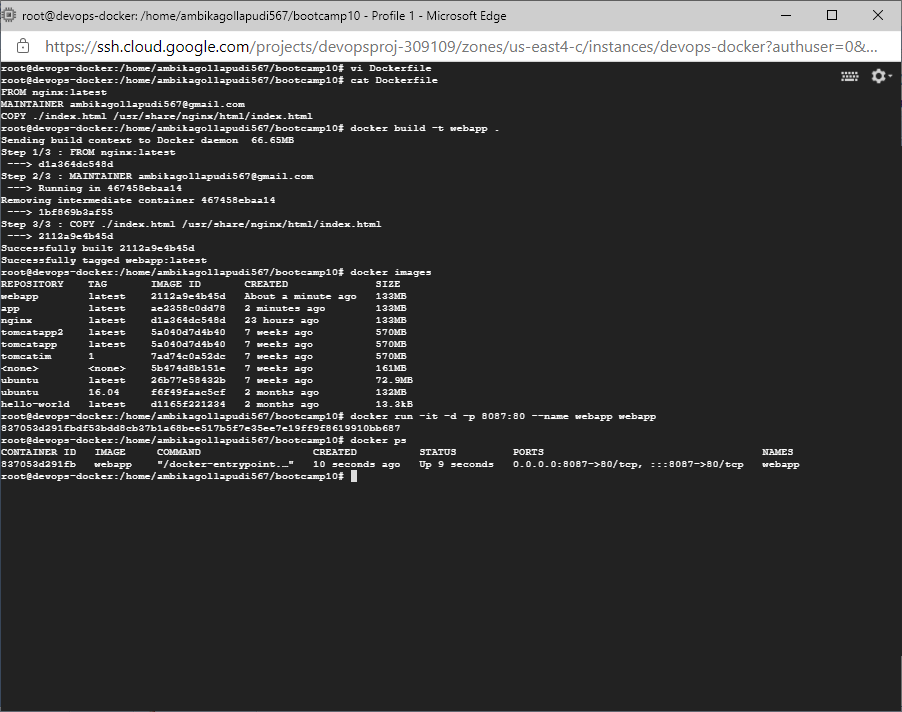 root@devops-docker: /home/ambikagollapudi567/bootcamp10 - Profile 1 - Microsoft Edge
https://ssh.cloud.google.com/projects/devopsproj-309109/zones/us-east4-c/instances/devops-docker?authuser=0&...
root@devops-docker:/home/ambikagollapudi567/bootcamp10# vi Dockerfile
root@devops-docker:/home/ambikagollapudi567/bootcamp10# cat Dockerfile
FROM nginx:latest
MAINTAINER ambikagollapudi567@gmail.com
COPY ./index.html /usr/share/nginx/html/index.html
root@devops-docker:/home/ambikagollapudi567/bootcamp10# docker build -t webapp .
Sending build context to Docker daemon  66.65MB
Step 1/3 : FROM nginx:latest
 ---> d1a364dc548d
Step 2/3 : MAINTAINER ambikagollapudi567@gmail.com
 ---> Running in 467458ebaa14
Removing intermediate container 467458ebaa14
 ---> 1bf869b3af55
Step 3/3 : COPY ./index.html /usr/share/nginx/html/index.html
 ---> 2112a9e4b45d
Successfully built 2112a9e4b45d
Successfully tagged webapp:latest
root@devops-docker:/home/ambikagollapudi567/bootcamp10# docker images
REPOSITORY    TAG       IMAGE ID       CREATED              SIZE
webapp        latest    2112a9e4b45d   About a minute ago   133MB
app           latest    ae2358c0dd78   2 minutes ago        133MB
nginx         latest    d1a364dc548d   23 hours ago         133MB
tomcatapp2    latest    5a040d7d4b40   7 weeks ago          570MB
tomcatapp     latest    5a040d7d4b40   7 weeks ago          570MB
tomcatim      1         7ad74c0a52dc   7 weeks ago          570MB
<none>        <none>    5b474d8b151e   7 weeks ago          161MB
ubuntu        latest    26b77e58432b   7 weeks ago          72.9MB
ubuntu        16.04     f6f49faac5cf   2 months ago         132MB
hello-world   latest    d1165f221234   2 months ago         13.3kB
root@devops-docker:/home/ambikagollapudi567/bootcamp10# docker run -it -d -p 8087:80 --name webapp webapp
837053d291fbdf53bdd8cb37b1a68bee517b5f7e35ee7e19ff9f8619910bb687
root@devops-docker:/home/ambikagollapudi567/bootcamp10# docker ps
CONTAINER ID   IMAGE     COMMAND                  CREATED          STATUS         PORTS                                   NAMES
837053d291fb   webapp    "/docker-entrypoint.…"   10 seconds ago   Up 9 seconds   0.0.0.0:8087->80/tcp, :::8087->80/tcp   webapp
root@devops-docker:/home/ambikagollapudi567/bootcamp10#